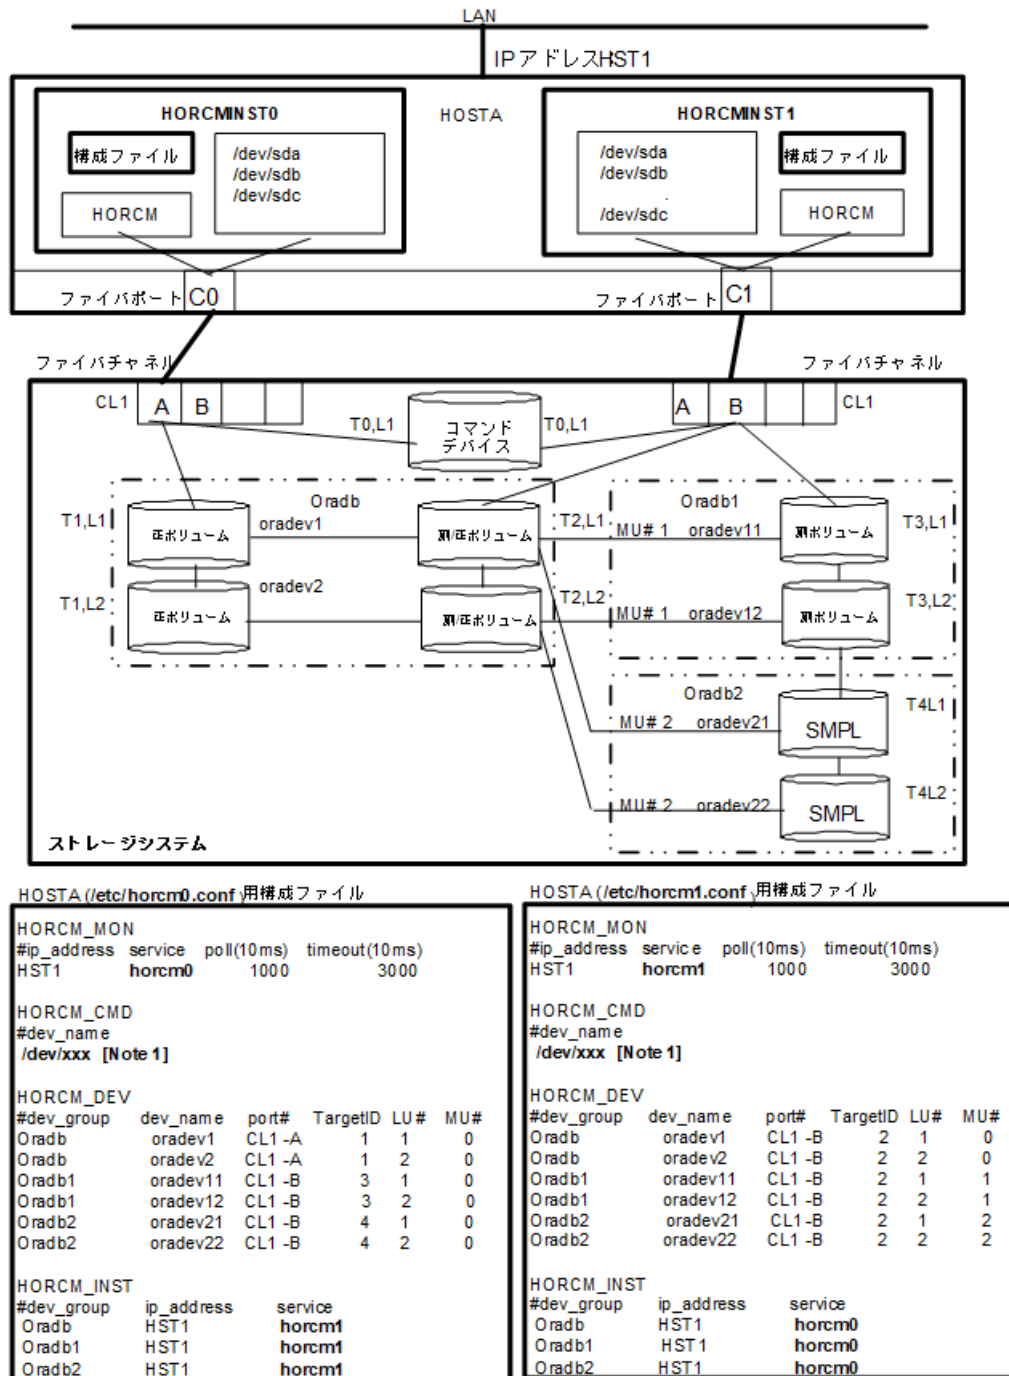 LAN
IPアドレスHST1
HORCMINST0
HOSTA
HORCMINST1
構成ファイル
/dev/sda
/dev/sdb
/dev/sdc
HORCM
/dev/sda
/dev/sdb
.
/dev/sdc
構成ファイル
HORCM
ファイバポート
C0
ファイバポート
C1
ファイバチャネル
ファイバチャネル
CL1
A
B
T0,L1
コマンド
デバイス
T0,L1
A
B
CL1
Oradb
Oradb1
T1,L1
正ボリューム
oradev1
副/正ボリューム
T2,L1
MU# 1
oradev11
副ボリューム
T3,L1
T1,L2
正ボリューム
oradev2
副/正ボリューム
T2,L2
MU# 1
oradev12
副ボリューム
T3,L2
Oradb2
MU# 2
oradev21
SMPL
T4L1
MU# 2
oradev22
SMPL
T4L2
ストレージシステム
HOSTA (/etc/horcm0.conf )用構成ファイル
HORCM_MON
#ip_address service poll(10ms) timeout(10ms)
HST1 horcm0 1000 3000
HORCM_CMD
#dev_name
/dev/xxx [Note 1]
HORCM_DEV
#dev_group dev_name port# TargetID LU# MU#
Oradb oradev1 CL1 -A 1 1 0
Oradb oradev2 CL1 -A 1 2 0
Oradb1 oradev11 CL1 -B 3 1 0
Oradb1 oradev12 CL1 -B 3 2 0
Oradb2 oradev21 CL1 -B 4 1 0
Oradb2 oradev22 CL1 -B 4 2 0
HORCM_INST
#dev_group ip_address service
Oradb HST1 horcm1
Oradb1 HST1 horcm1
Oradb2 HST1 horcm1
HOSTA (/etc/horcm1.conf )用構成ファイル
HORCM_MON
#ip_address service poll(10ms) timeout(10ms)
HST1 horcm1 1000 3000
HORCM_CMD
#dev_name
/dev/xxx [Note 1]
HORCM_DEV
#dev_group dev_name port# TargetID LU# MU#
Oradb oradev1 CL1 -B 2 1 0
Oradb oradev2 CL1 -B 2 2 0
Oradb1 oradev11 CL1 -B 2 1 1
Oradb1 oradev12 CL1 -B 2 2 1
Oradb2 oradev21 CL1 -B 2 1 2
Oradb2 oradev22 CL1 -B 2 2 2
HORCM_INST
#dev_group ip_address service
Oradb HST1 horcm0
Oradb1 HST1 horcm0
Oradb2 HST1 horcm0